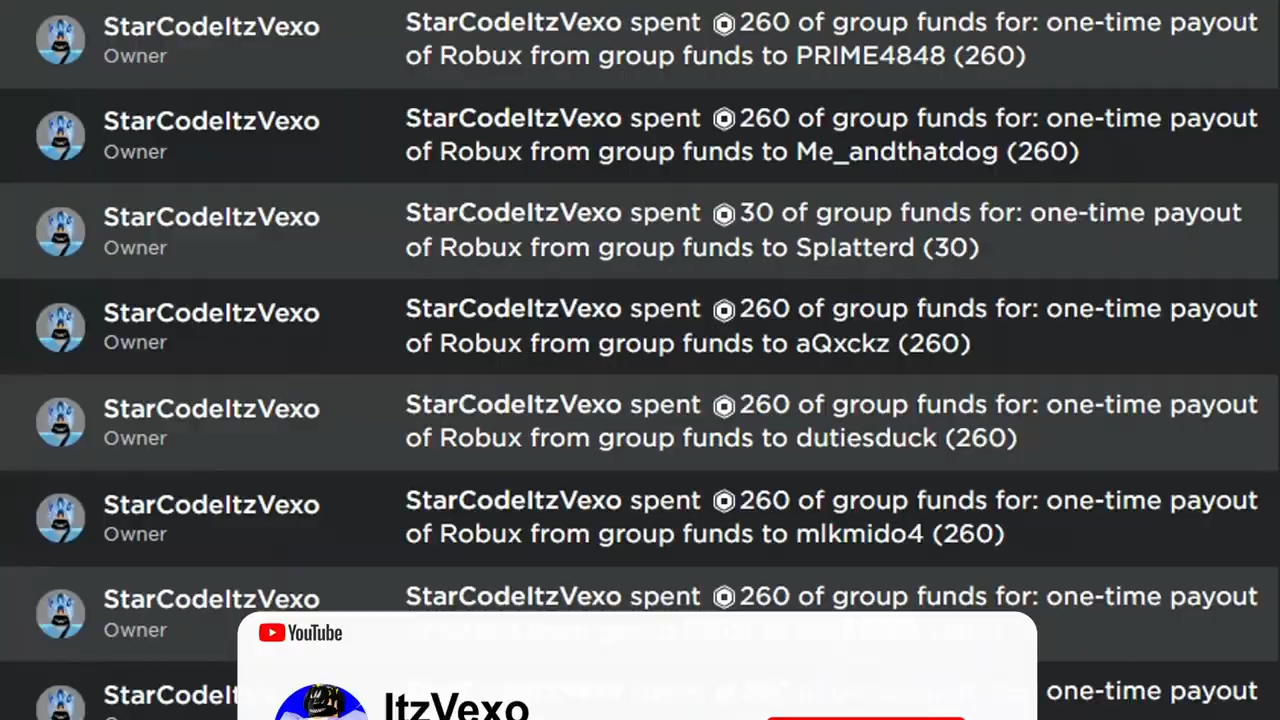 StarCodeItzVexo
Owner
StarCodeItzVexo spent 260 of group funds for: one-time payout
of Robux from group funds to PRIME4848 (260)
StarCodeItzVexo
Owner
StarCodeItzVexo spent 260 of group funds for: one-time payout
of Robux from group funds to Me_andthatdog (260)
StarCodeItzVexo
Owner
StarCodeItzVexo spent 30 of group funds for: one-time payout
of Robux from group funds to Splatterd (30)
StarCodeItzVexo
Owner
StarCodeItzVexo spent 260 of group funds for: one-time payout
of Robux from group funds to aQxckz (260)
StarCodeItzVexo
Owner
StarCodeItzVexo spent 260 of group funds for: one-time payout
of Robux from group funds to dutiesduck (260)
StarCodeItzVexo
Owner
StarCodeItzVexo spent 260 of group funds for: one-time payout
of Robux from group funds to mlkmido4 (260)
StarCodeItzVexo
Owner
StarCodeItzVexo spent 260 of group funds for: one-time payout
YouTube
StarCodeIt
one-time payout
ItzVexo